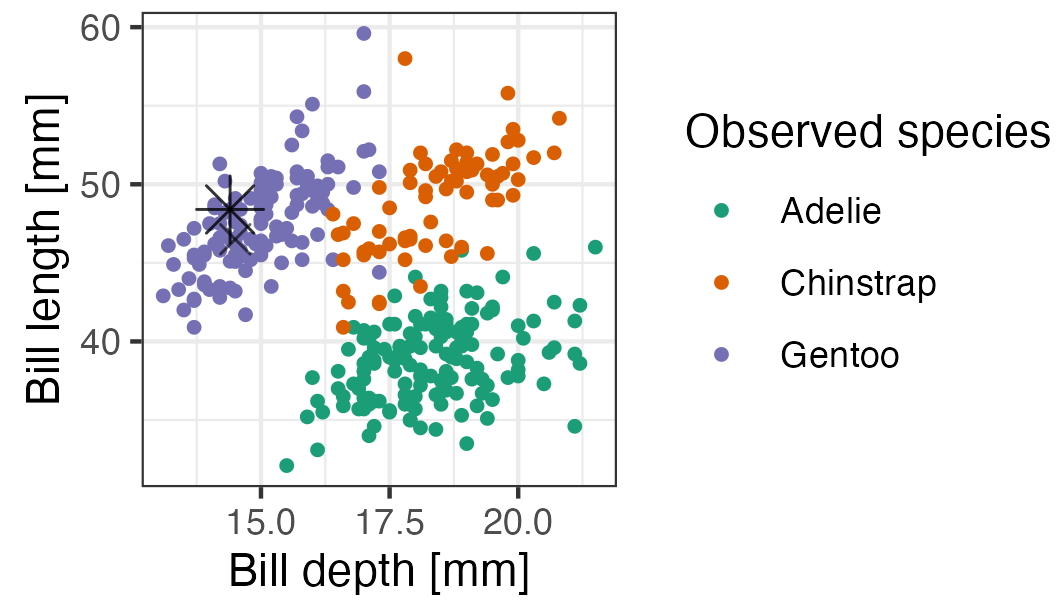 60
50
40
Bill length [mm]
15.0 17.5 20.0
Bill depth [mm]
Observed species
Adelie
Chinstrap
Gentoo